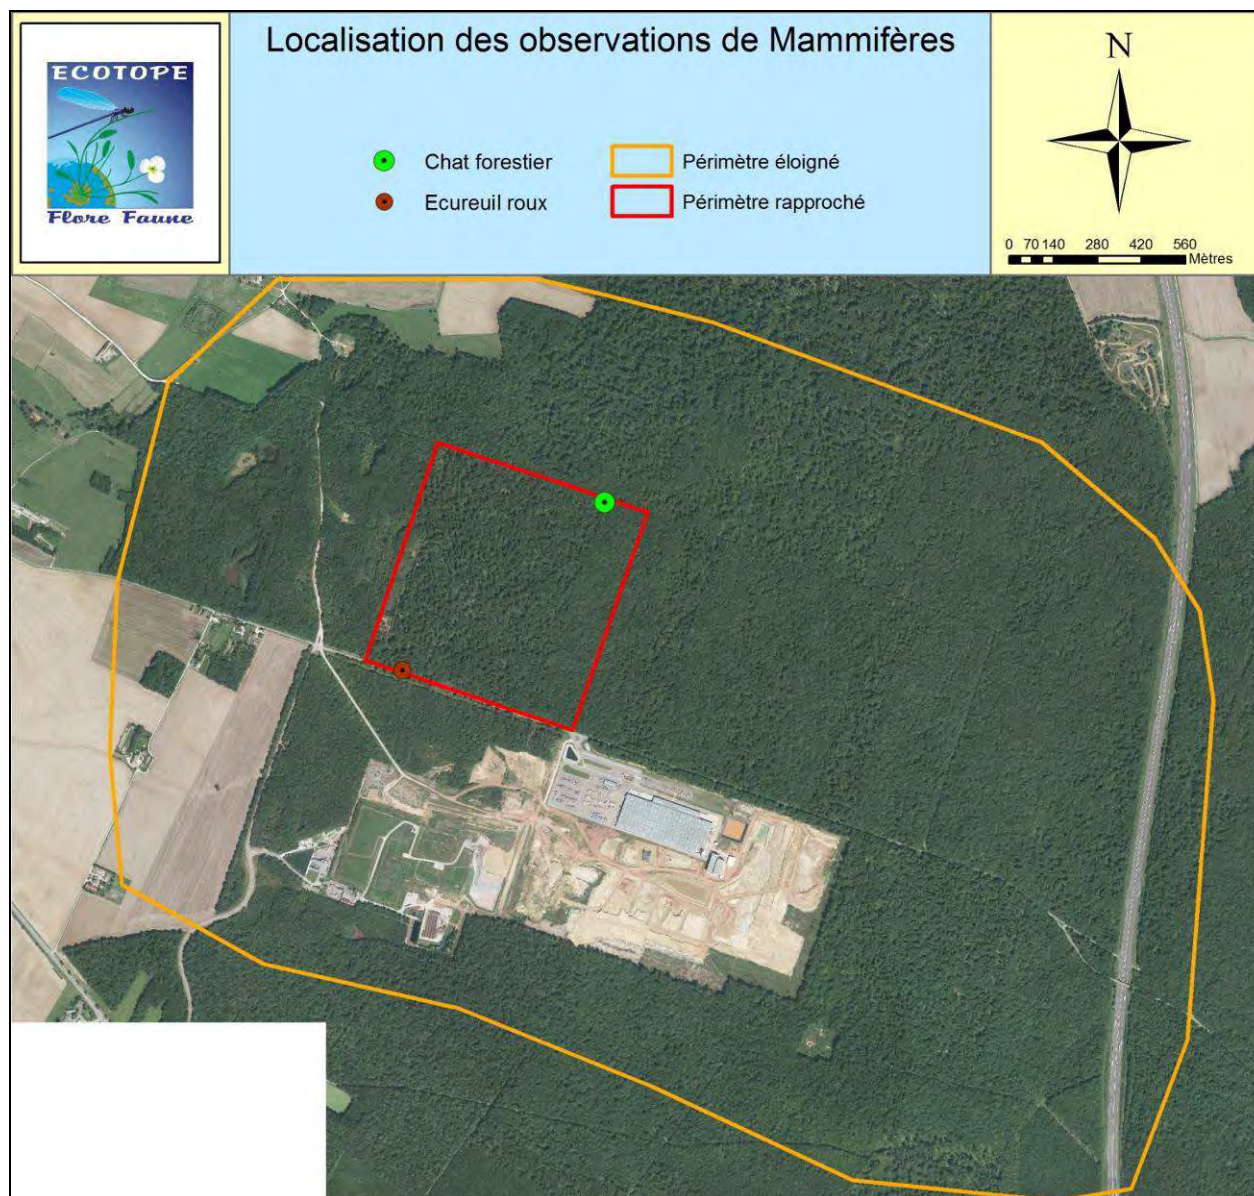 ECOTOPE
Flore Faune
Localisation des observations de Mammifères
Chat forestier
Ecureuil roux
Périmètre éloigné
Périmètre rapproché
N
0 70 140 280 420 560
Mètres